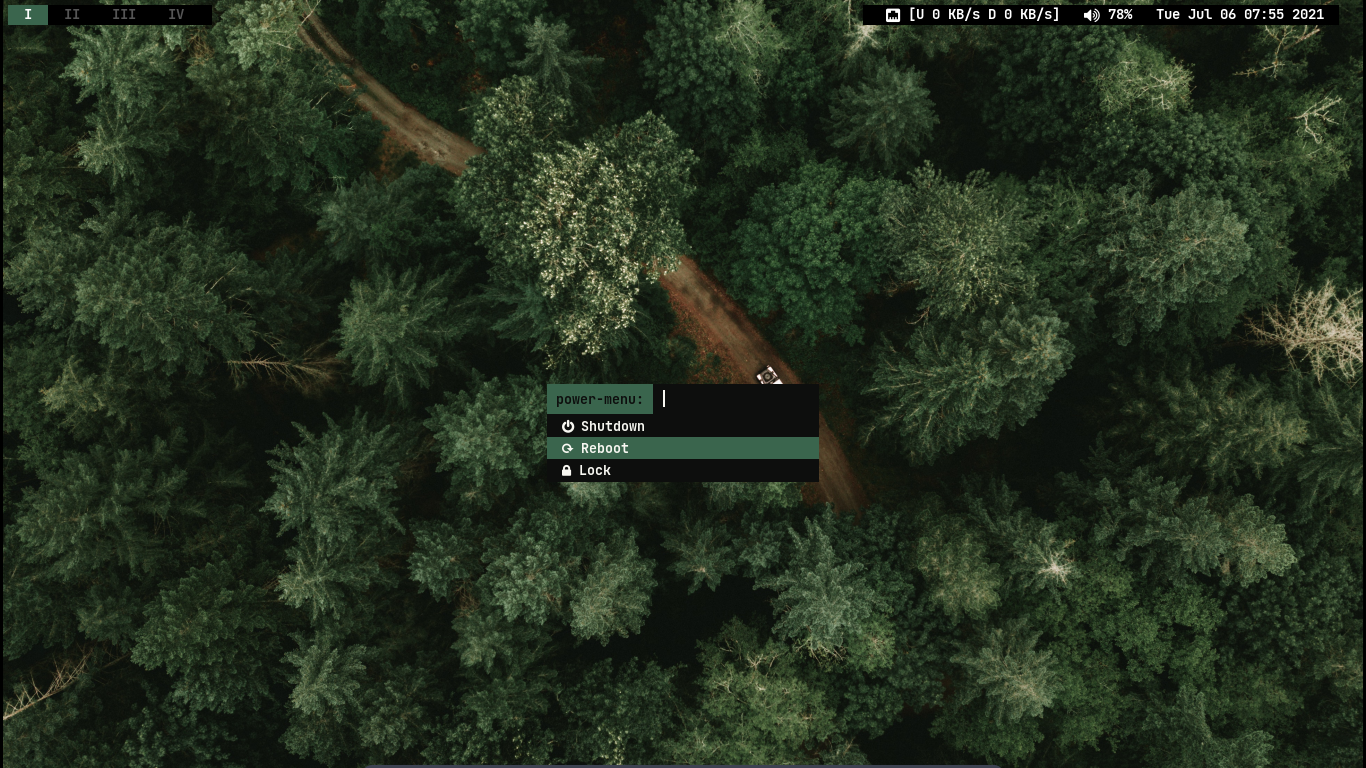 I II III IV [U 0 KB/s D 0 KB/s] 78% Tue Jul 06 07:55 2021
power-menu:
Shutdown
Reboot
Lock